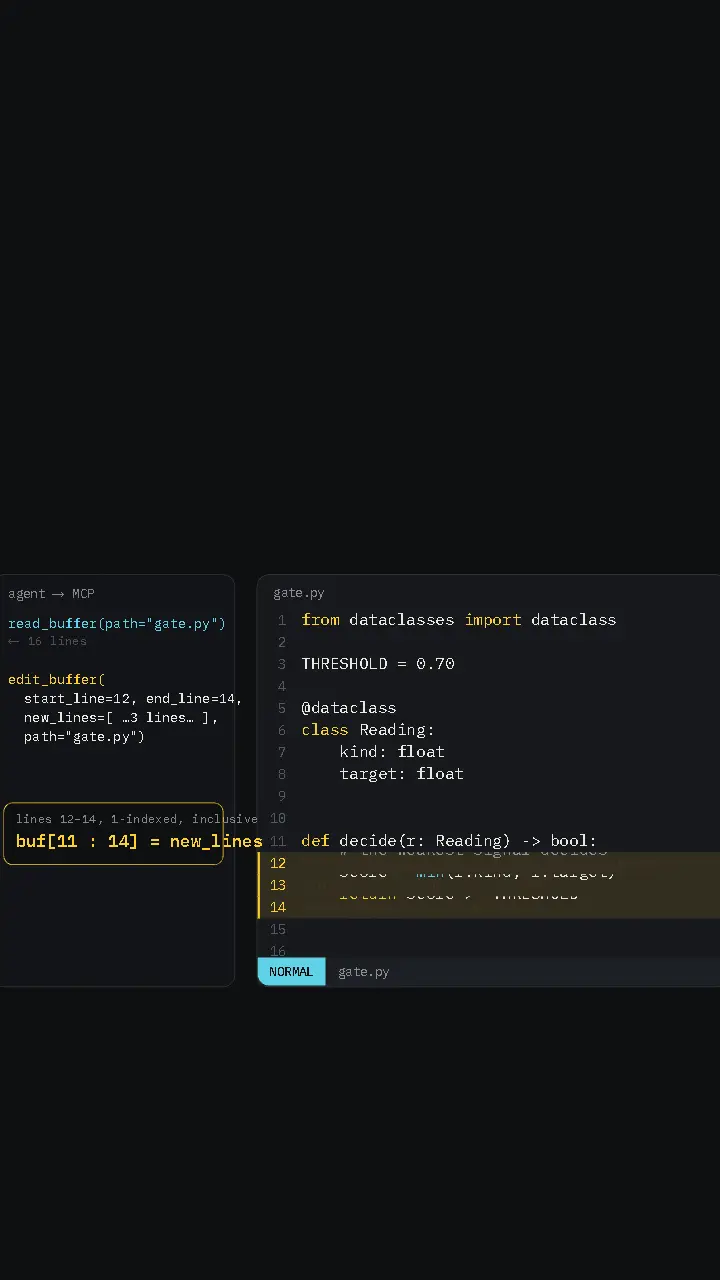 agent → MCP
read_buffer(path="gate.py")
← 16 lines
edit_buffer(
start_line=12, end_line=14,
new_lines=[ …3 lines… ],
path="gate.py")
lines 12–14, 1-indexed, inclusive
buf[11 : 14] = new_lines
gate.py
1 from dataclasses import dataclass
2
3 THRESHOLD = 0.70
4
5 @dataclass
6 class Reading:
7 kind: float
8 target: float
9
10
11 def decide(r: Reading) -> bool:
12
13
14
15
16
NORMAL gate.py